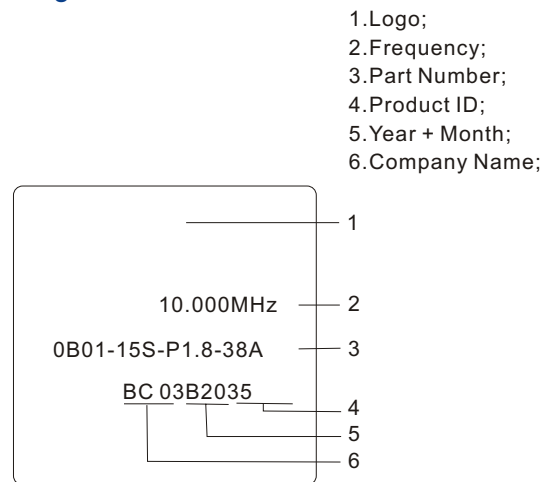 1.Logo;
2.Frequency;
3.Part Number;
4.Product ID;
5.Year + Month;
6.Company Name;
1
10.000MHz
2
0B01-15S-P1.8-38A
3
BC 03B2035
4
5
6